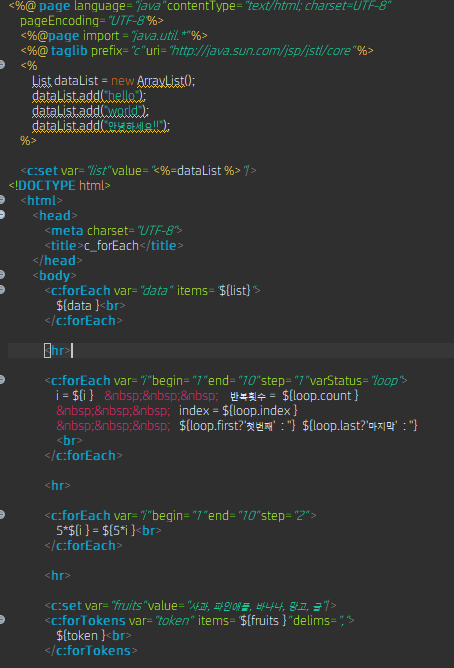 <%@ page language="java" contentType="text/html; charset=UTF-8"
pageEncoding="UTF-8"%>
<%@page import ="java.util.*"%>
<%@ taglib prefix="c" uri="http://java.sun.com/jsp/jstl/core" %>
<%
List dataList = new ArrayList();
dataList.add("hello");
dataList.add("world");
dataList.add("안녕하세요!!");
%>
<c:set var="list" value="<%=dataList %>"/>
<!DOCTYPE html>
<html>
<head>
<meta charset="UTF-8">
<title>c_forEach</title>
</head>
<body>
<c:forEach var="data" items="${list}">
${data }<br>
</c:forEach>
<hr>
<c:forEach var="i" begin="1" end="10" step="1" varStatus="loop">
i = ${i } &nbsp;&nbsp;&nbsp; 반복횟수 = ${loop.count }
&nbsp;&nbsp;&nbsp; index = ${loop.index }
&nbsp;&nbsp;&nbsp; ${loop.first?'첫번째' : ''} ${loop.last?'마지막' : ''}
<br>
</c:forEach>
<hr>
<c:forEach var="i" begin="1" end="10" step="2" >
5*${i } = ${5*i }<br>
</c:forEach>
<hr>
<c:set var="fruits" value="사과, 파인애플, 바나나, 망고, 귤"/>
<c:forTokens var="token" items="${fruits }" delims=",">
${token }<br>
</c:forTokens>